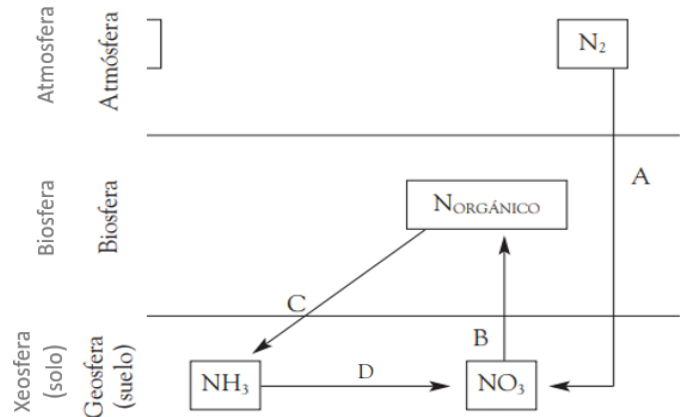 Atmosfera
Atmósfera
N₂
A
Biosfera
Biosfera
NORGÁNICO
C
B
Xeosfera
(solo)
Geosfera
(suelo)
NH₃
D
NO₃